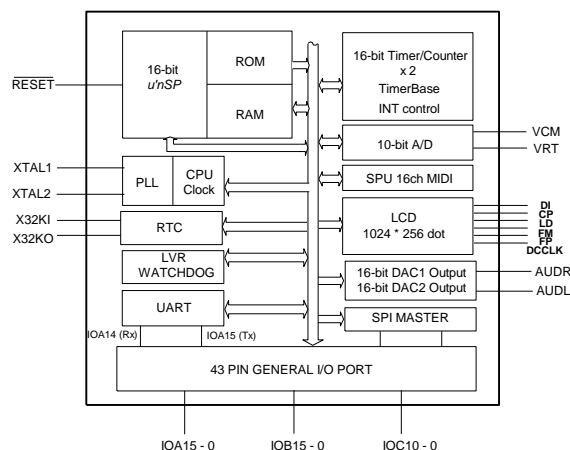 RESET
16-bit
u'nSP
ROM
RAM
16-bit Timer/Counter
x 2
TimerBase
INT control
10-bit A/D
VCM
VRT
XTAL1
XTAL2
PLL
CPU
Clock
SPU 16ch MIDI
X32KI
X32KO
RTC
LCD
1024 * 256 dot
DI
CP
LD
FM
FP
DCCLK
LVR
WATCHDOG
16-bit DAC1 Output
16-bit DAC2 Output
AUDR
AUDL
UART
SPI MASTER
IOA14 (Rx)
IOA15 (Tx)
43 PIN GENERAL I/O PORT
IOA15 - 0
IOB15 - 0
IOC10 - 0